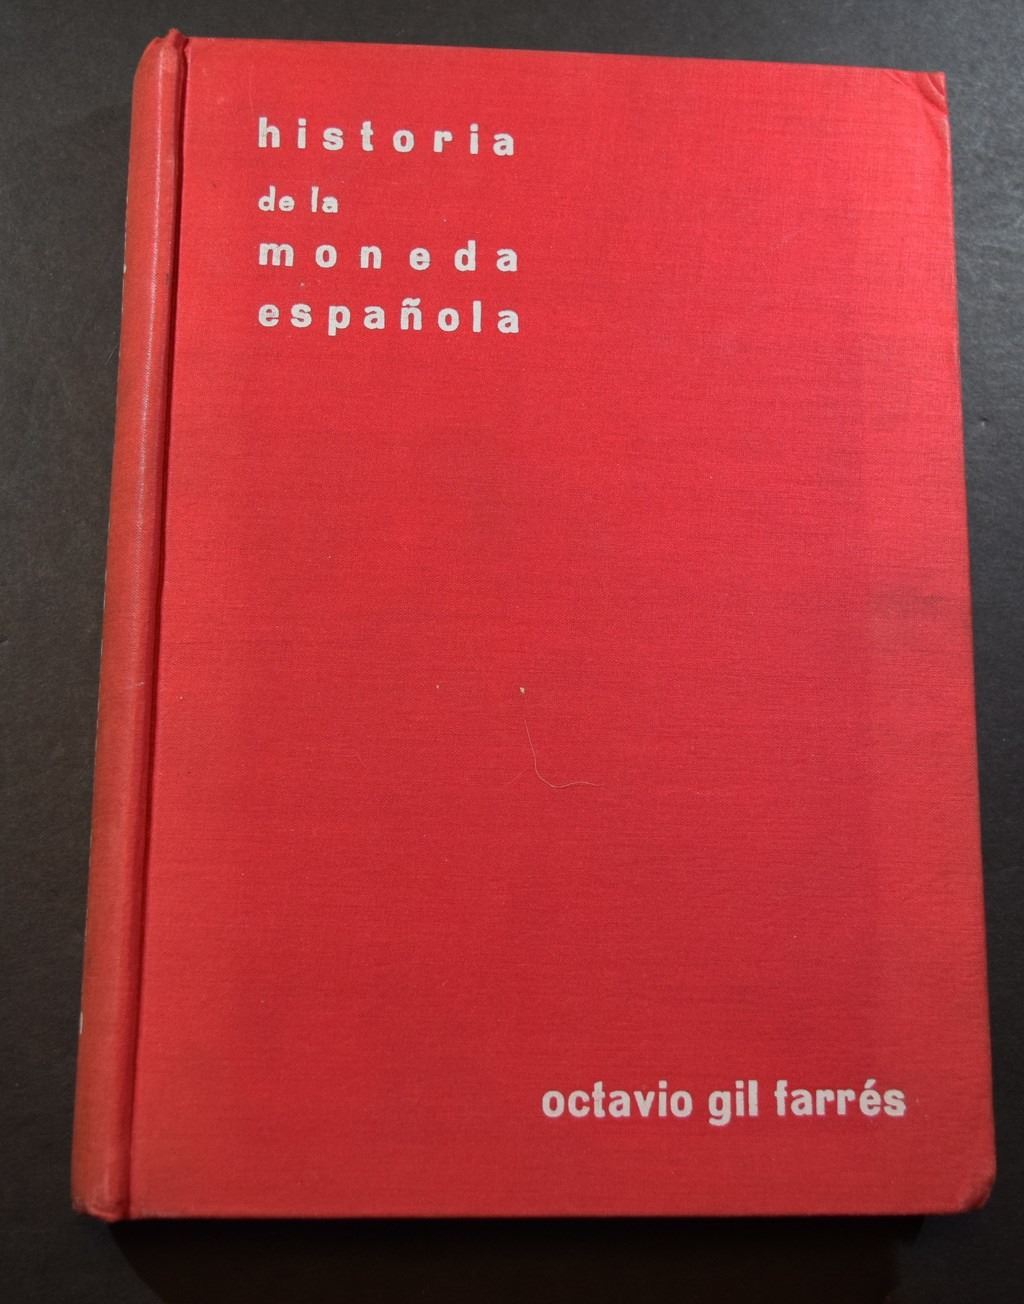 historia
de la
moneda
española
octavio gil farrés